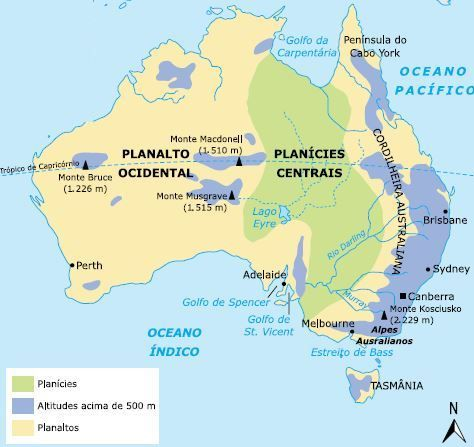 Golfo da
Carpentária
Península do
Cabo York
OCEANO
PACÍFICO
Monte Macdonell
(1.510 m)
PLANALTO
OCIDENTAL
PLANÍCIES
CENTRAIS
CORDILHEIRA AUSTRALIANA
Trópico de Capricórnio
Monte Bruce
(1.226 m)
Monte Musgrave
(1.515 m)
Lago
Eyre
Brisbane
Rio Darling
Perth
Adelaide
Sydney
Golfo de Spencer
Murray
Canberra
Monte Kosciusko
(2.229 m)
Golfo de
St. Vicent
Melbourne
Alpes
Ausralianos
OCEANO
ÍNDICO
Estreito de Bass
TASMÂNIA
Planícies
Altitudes acima de 500 m
Planaltos
N